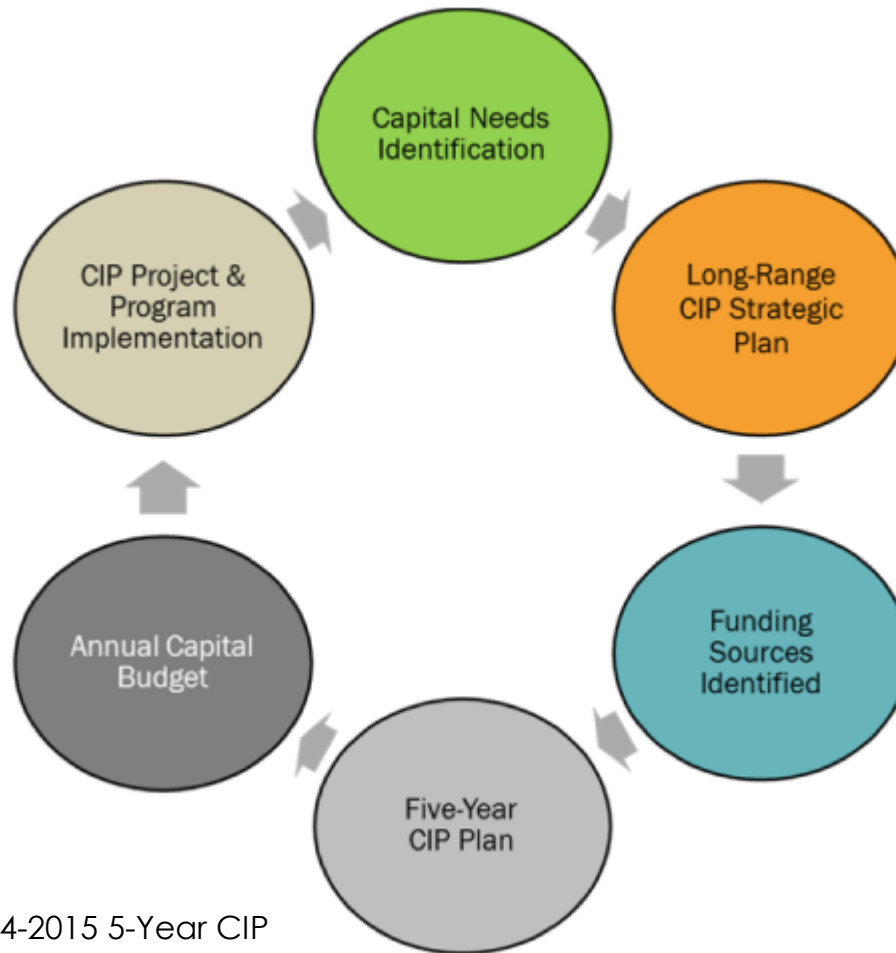 Capital Needs
Identification
Long-Range
CIP Strategic
Plan
Funding
Sources
Identified
Five-Year
CIP Plan
Annual Capital
Budget
CIP Project &
Program
Implementation
4-2015 5-Year CIP